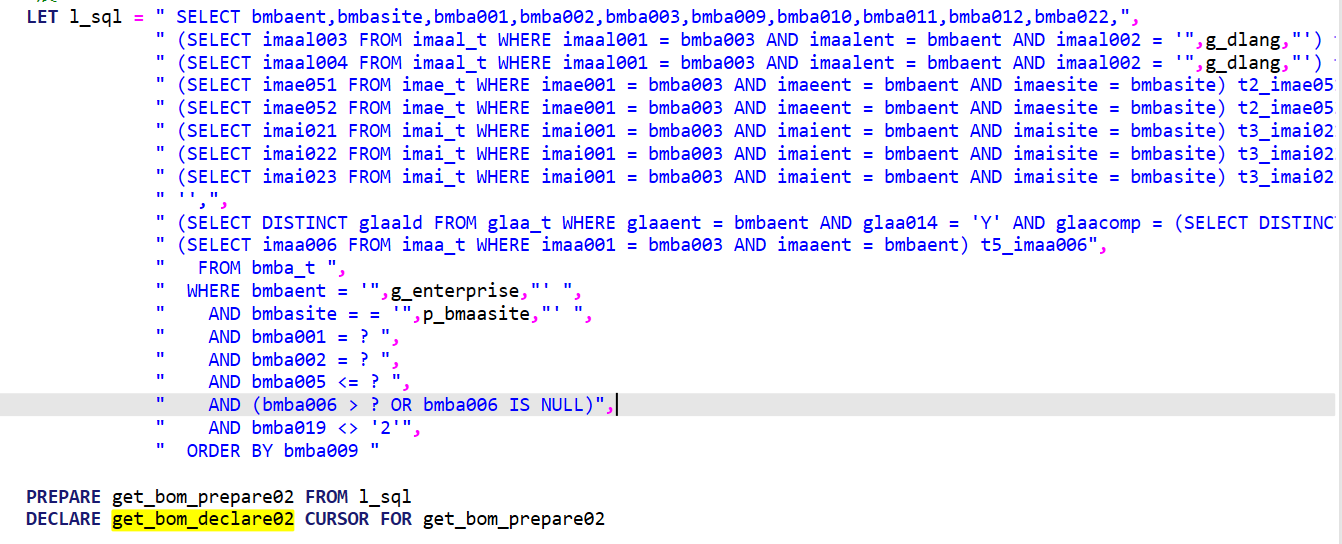 LET l_sql = " SELECT bmbaent,bmbasite,bmba001,bmba002,bmba003,bmba009,bmba010,bmba011,bmba012,bmba022,",
" (SELECT imaal003 FROM imaal_t WHERE imaal001 = bmba003 AND imaalent = bmbaent AND imaal002 = '",g_dlang,"')
" (SELECT imaal004 FROM imaal_t WHERE imaal001 = bmba003 AND imaalent = bmbaent AND imaal002 = '",g_dlang,"')
" (SELECT imae051 FROM imae_t WHERE imae001 = bmba003 AND imaeent = bmbaent AND imaesite = bmbasite) t2_imae05
" (SELECT imae052 FROM imae_t WHERE imae001 = bmba003 AND imaeent = bmbaent AND imaesite = bmbasite) t2_imae05
" (SELECT imai021 FROM imai_t WHERE imai001 = bmba003 AND imaient = bmbaent AND imaisite = bmbasite) t3_imai02
" (SELECT imai022 FROM imai_t WHERE imai001 = bmba003 AND imaient = bmbaent AND imaisite = bmbasite) t3_imai02
" (SELECT imai023 FROM imai_t WHERE imai001 = bmba003 AND imaient = bmbaent AND imaisite = bmbasite) t3_imai02
" '',",
" (SELECT DISTINCT glaald FROM glaa_t WHERE glaaent = bmbaent AND glaa014 = 'Y' AND glaacomp = (SELECT DISTINC
" (SELECT imaa006 FROM imaa_t WHERE imaa001 = bmba003 AND imaaent = bmbaent) t5_imaa006",
" FROM bmba_t ",
" WHERE bmbaent = '",g_enterprise,"' ",
" AND bmbasite = = '",p_bmaasite,"' ",
" AND bmba001 = ? ",
" AND bmba002 = ? ",
" AND bmba005 <= ? ",
" AND (bmba006 > ? OR bmba006 IS NULL)",
" AND bmba019 <> '2'",
" ORDER BY bmba009 "
PREPARE get_bom_prepare02 FROM l_sql
DECLARE get_bom_declare02 CURSOR FOR get_bom_prepare02